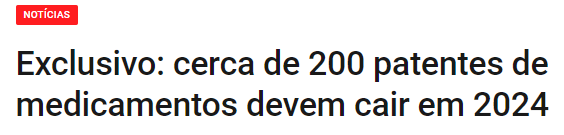 NOTÍCIAS
Exclusivo: cerca de 200 patentes de
medicamentos devem cair em 2024